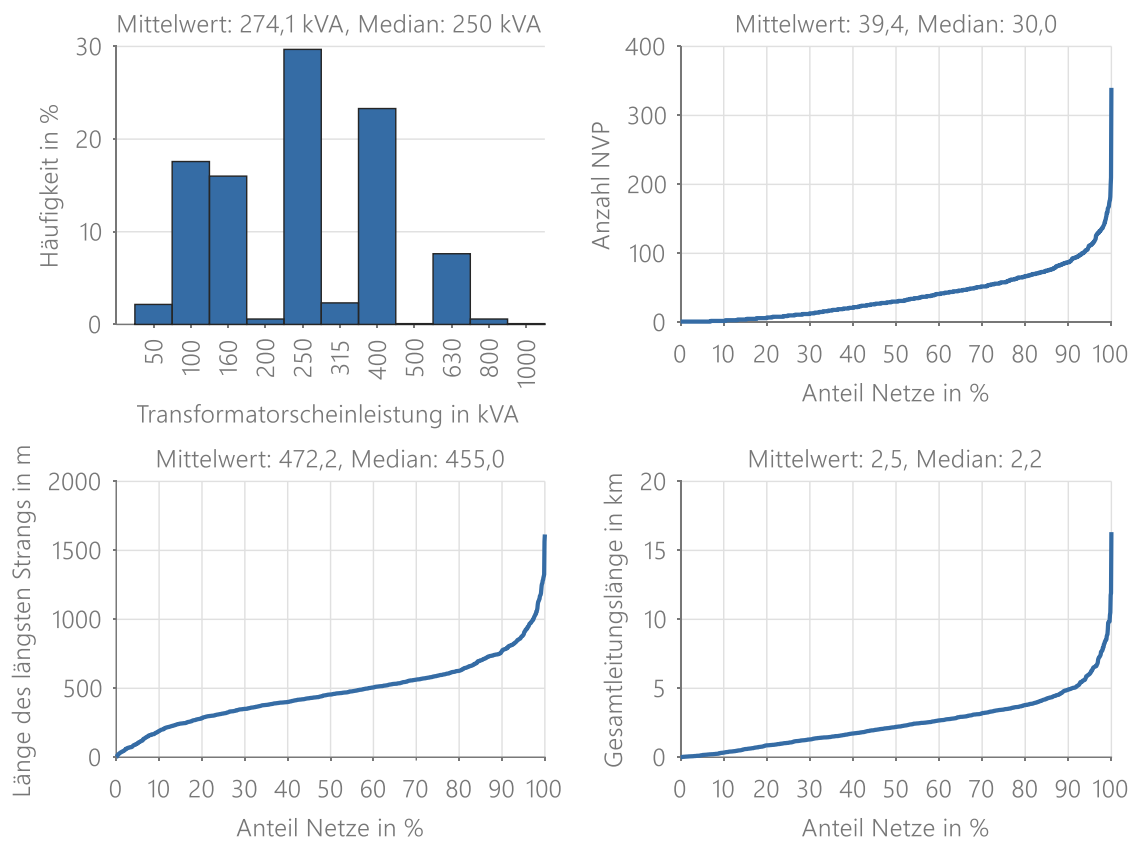 Mittelwert: 274,1 kVA, Median: 250 kVA
Häufigkeit in %
30
20
10
0
50 100 160 200 250 315 400 500 630 800 1000
Transformatorscheinleistung in kVA
Mittelwert: 39,4, Median: 30,0
Anzahl NVP
400
300
200
100
0
0 10 20 30 40 50 60 70 80 90 100
Anteil Netze in %
Mittelwert: 472,2, Median: 455,0
Länge des längsten Strangs in m
2000
1500
1000
500
0
0 10 20 30 40 50 60 70 80 90 100
Anteil Netze in %
Mittelwert: 2,5, Median: 2,2
Gesamtleitungslänge in km
20
15
10
5
0
0 10 20 30 40 50 60 70 80 90 100
Anteil Netze in %